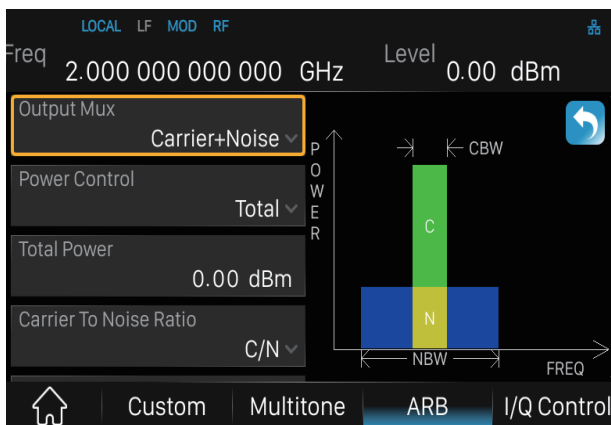 LOCAL LF MOD RF
Freq 2.000 000 000 000 GHz Level 0.00 dBm
Output Mux
Carrier+Noise
Power Control
Total
Total Power
0.00 dBm
Carrier To Noise Ratio
C/N
POWER
CBW
C
N
NBW
FREQ
Custom Multitone ARB I/Q Control